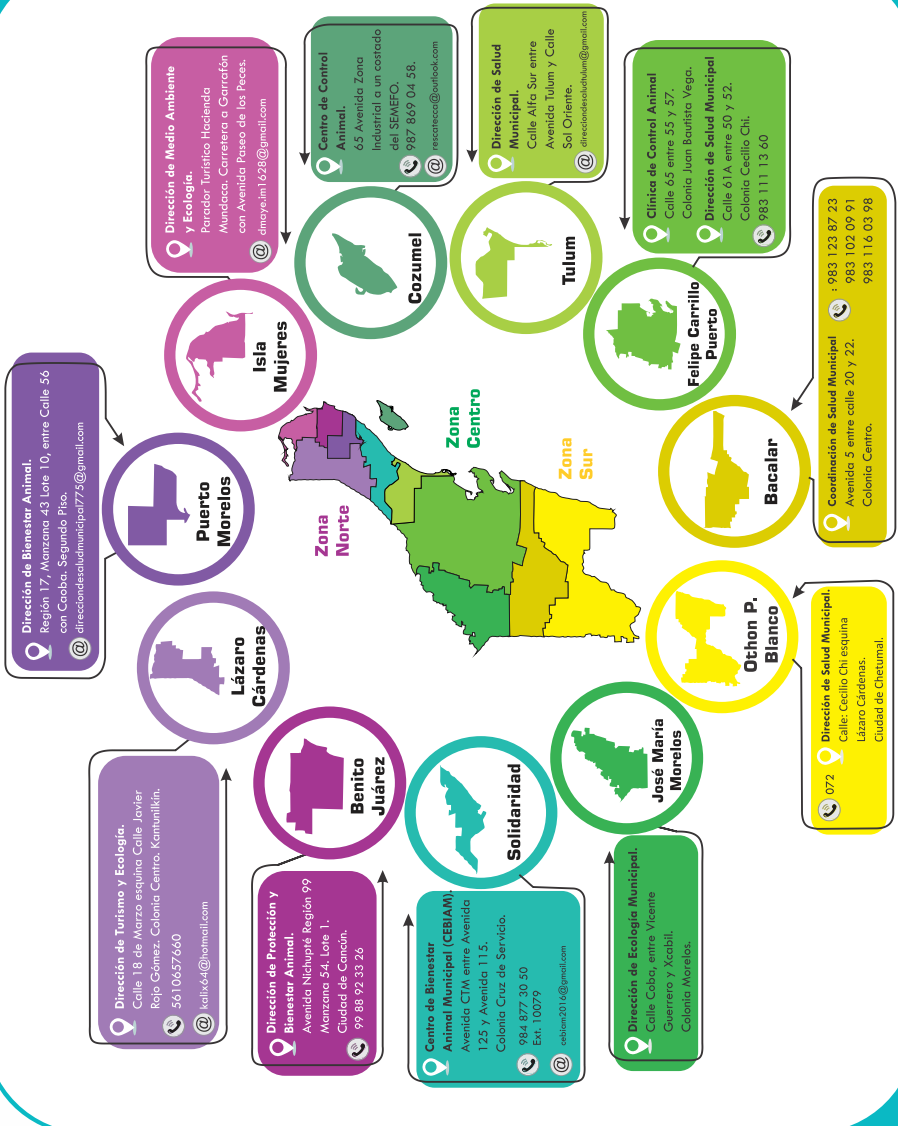 Dirección de Turismo y Ecología.
Calle 18 de Marzo esquina Calle Javier
Rojo Gómez. Colonia Centro. Kantunilkín.
5610057660
kalix64@hotmail.com
Lázaro
Cárdenas
Dirección de Bienestar Animal.
Región 17, Manzana 43 Lote 10, entre Calle 56
con Caoba. Segundo Piso.
@ direcciondesaludmunicipal775@gmail.com
Puerto
Morelos
Dirección de Medio Ambiente
y Ecología.
Parador Turístico Hacienda
Mundaca. Carretera a Garrafón
con Avenida Paseo de los Peces.
@ dmaye.im1628@gmail.com
Isla
Mujeres
Dirección de Protección y
Bienestar Animal.
Avenida Nichupté Región 99
Manzana 54. Lote 1.
Ciudad de Cancún.
99 88 92 33 26
Benito
Juárez
Centro de Control
Animal.
65 Avenida Zona
Industrial a un costado
del SEMEFO.
987 869 04 58.
@ rescatecca@outlook.com
Cozumel
Zona
Norte
Zona
Centro
Zona
Sur
Centro de Bienestar
Animal Municipal (CEBIAM).
Avenida CTM entre Avenida
125 y Avenida 115.
Colonia Cruz de Servicio.
984 877 30 50
Ext. 10079
@ cebiam2016@gmail.com
Solidaridad
Dirección de Salud
Municipal.
Calle Alfa Sur entre
Avenida Tulum y Calle
Sol Oriente.
@ direcciondesaludtulum@gmail.com
Tulum
Dirección de Ecología Municipal.
Calle Coba, entre Vicente
Guerrero y Xcabil.
Colonia Morelos.
José María
Morelos
Clínica de Control Animal
Calle 65 entre 55 y 57.
Colonia Juan Bautista Vega.
Dirección de Salud Municipal
Calle 61A entre 50 y 52.
Colonia Cecilio Chi.
983 111 13 60
Felipe Carrillo
Puerto
072
Dirección de Salud Municipal.
Calle: Cecilio Chi esquina
Lázaro Cárdenas.
Ciudad de Chetumal.
Othon P.
Blanco
Coordinación de Salud Municipal
Avenida 5 entre calle 20 y 22.
Colonia Centro.
: 983 123 87 23
983 102 09 91
983 116 03 98
Bacalar